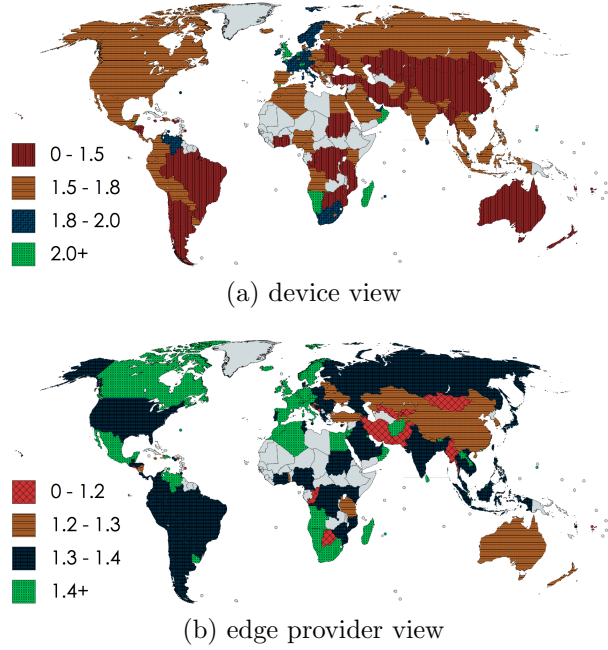 0 - 1.5
1.5 - 1.8
1.8 - 2.0
2.0+
(a) device view
0 - 1.2
1.2 - 1.3
1.3 - 1.4
1.4+
(b) edge provider view